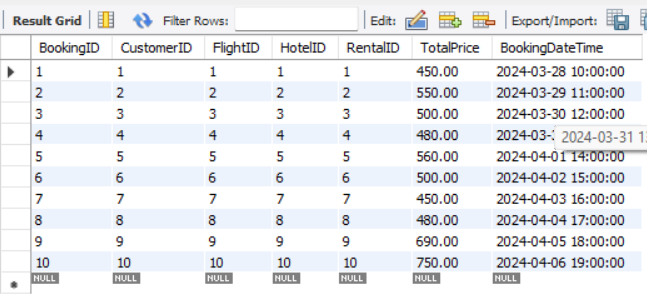 Result Grid Filter Rows: Edit: Export/Import:
BookingID CustomerID FlightID HotelID RentalID TotalPrice BookingDateTime
1 1 1 1 1 450.00 2024-03-28 10:00:00
2 2 2 2 2 550.00 2024-03-29 11:00:00
3 3 3 3 3 500.00 2024-03-30 12:00:00
4 4 4 4 4 480.00 2024-03-3 2024-03-31 1
5 5 5 5 5 560.00 2024-04-01 14:00:00
6 6 6 6 6 500.00 2024-04-02 15:00:00
7 7 7 7 7 450.00 2024-04-03 16:00:00
8 8 8 8 8 480.00 2024-04-04 17:00:00
9 9 9 9 9 690.00 2024-04-05 18:00:00
10 10 10 10 10 750.00 2024-04-06 19:00:00
NULL NULL NULL NULL NULL NULL NULL